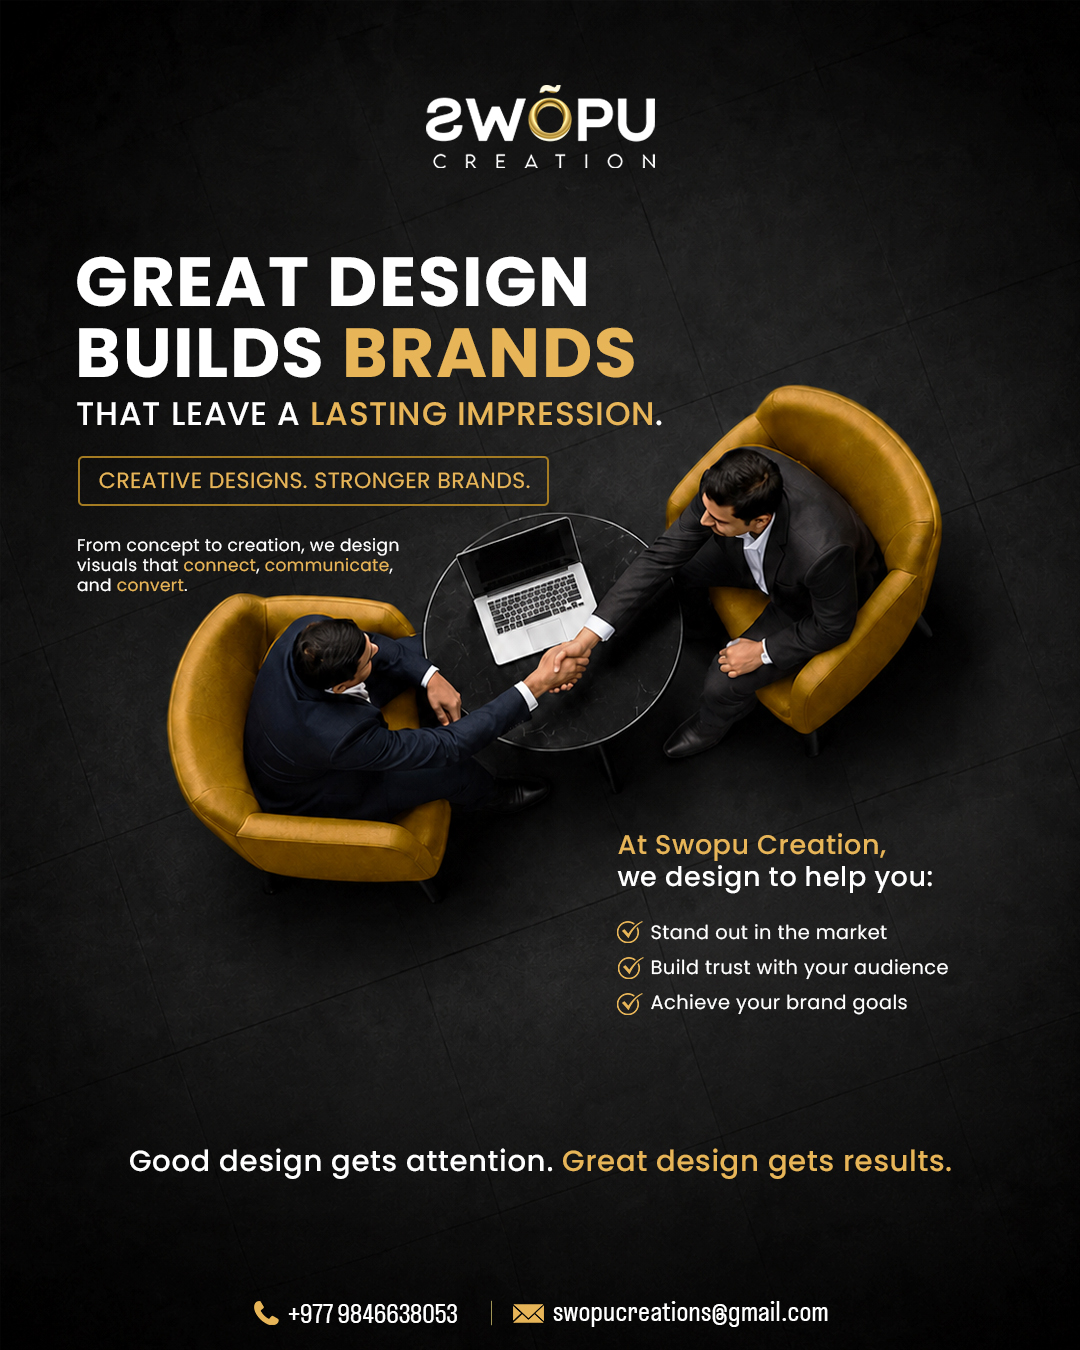 SWÕPU
CREATION
GREAT DESIGN
BUILDS BRANDS
THAT LEAVE A LASTING IMPRESSION.
CREATIVE DESIGNS. STRONGER BRANDS.
From concept to creation, we design
visuals that connect, communicate,
and convert.
At Swopu Creation,
we design to help you:
Stand out in the market
Build trust with your audience
Achieve your brand goals
Good design gets attention. Great design gets results.
+977 9846638053 | swopucreations@gmail.com